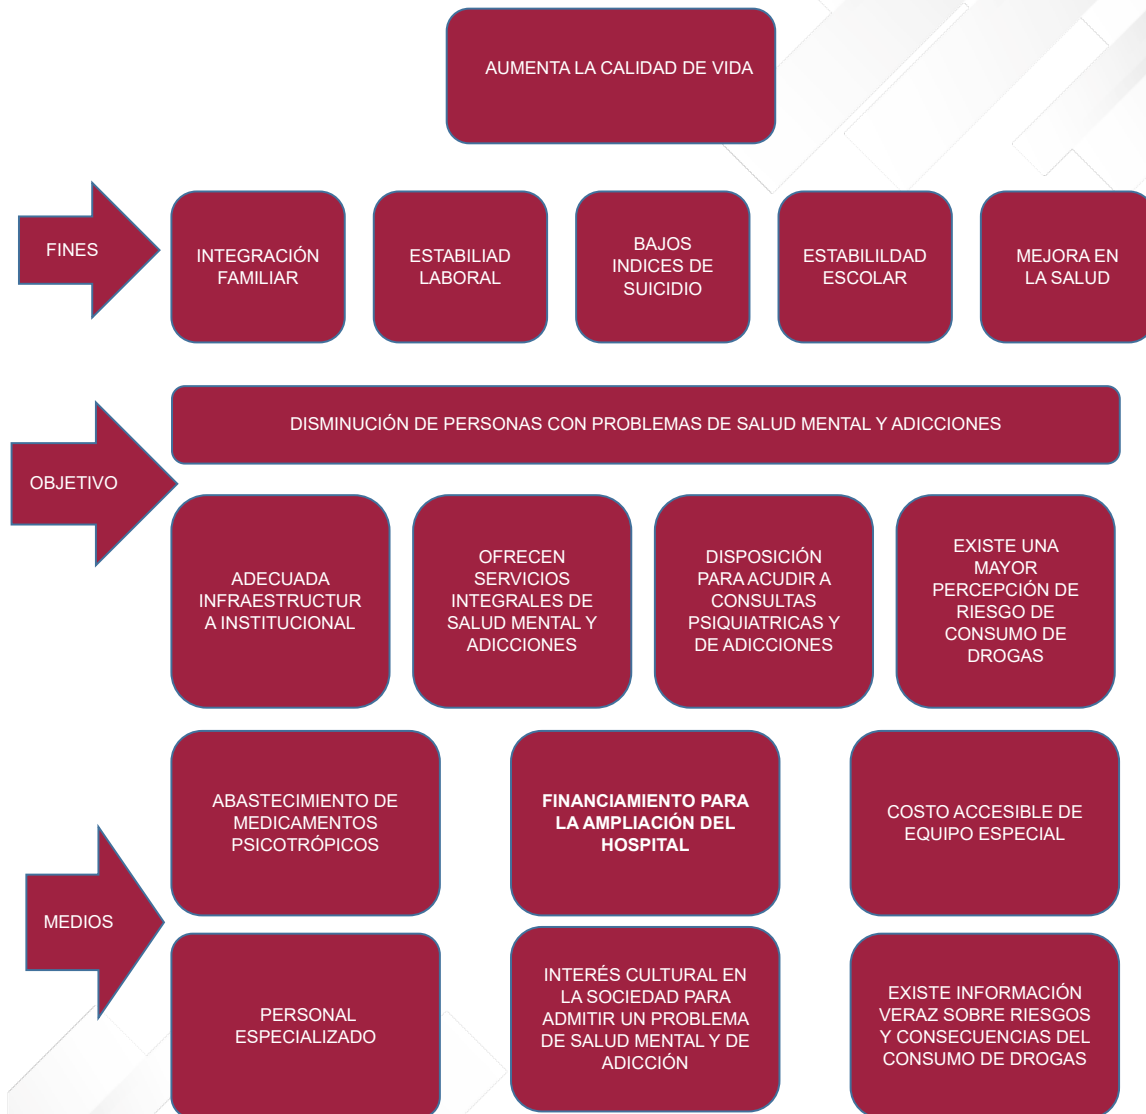 AUMENTA LA CALIDAD DE VIDA
FINES
INTEGRACIÓN
FAMILIAR
ESTABILIAD
LABORAL
BAJOS
INDICES DE
SUICIDIO
ESTABILILDAD
ESCOLAR
MEJORA EN
LA SALUD
DISMINUCIÓN DE PERSONAS CON PROBLEMAS DE SALUD MENTAL Y ADICCIONES
OBJETIVO
ADECUADA
INFRAESTRUCTUR
A INSTITUCIONAL
OFRECEN
SERVICIOS
INTEGRALES DE
SALUD MENTAL Y
ADICCIONES
DISPOSICIÓN
PARA ACUDIR A
CONSULTAS
PSIQUIATRICAS Y
DE ADICCIONES
EXISTE UNA
MAYOR
PERCEPCIÓN DE
RIESGO DE
CONSUMO DE
DROGAS
ABASTECIMIENTO DE
MEDICAMENTOS
PSICOTRÓPICOS
FINANCIAMIENTO PARA
LA AMPLIACIÓN DEL
HOSPITAL
COSTO ACCESIBLE DE
EQUIPO ESPECIAL
MEDIOS
PERSONAL
ESPECIALIZADO
INTERÉS CULTURAL EN
LA SOCIEDAD PARA
ADMITIR UN PROBLEMA
DE SALUD MENTAL Y DE
ADICCIÓN
EXISTE INFORMACIÓN
VERAZ SOBRE RIESGOS
Y CONSECUENCIAS DEL
CONSUMO DE DROGAS